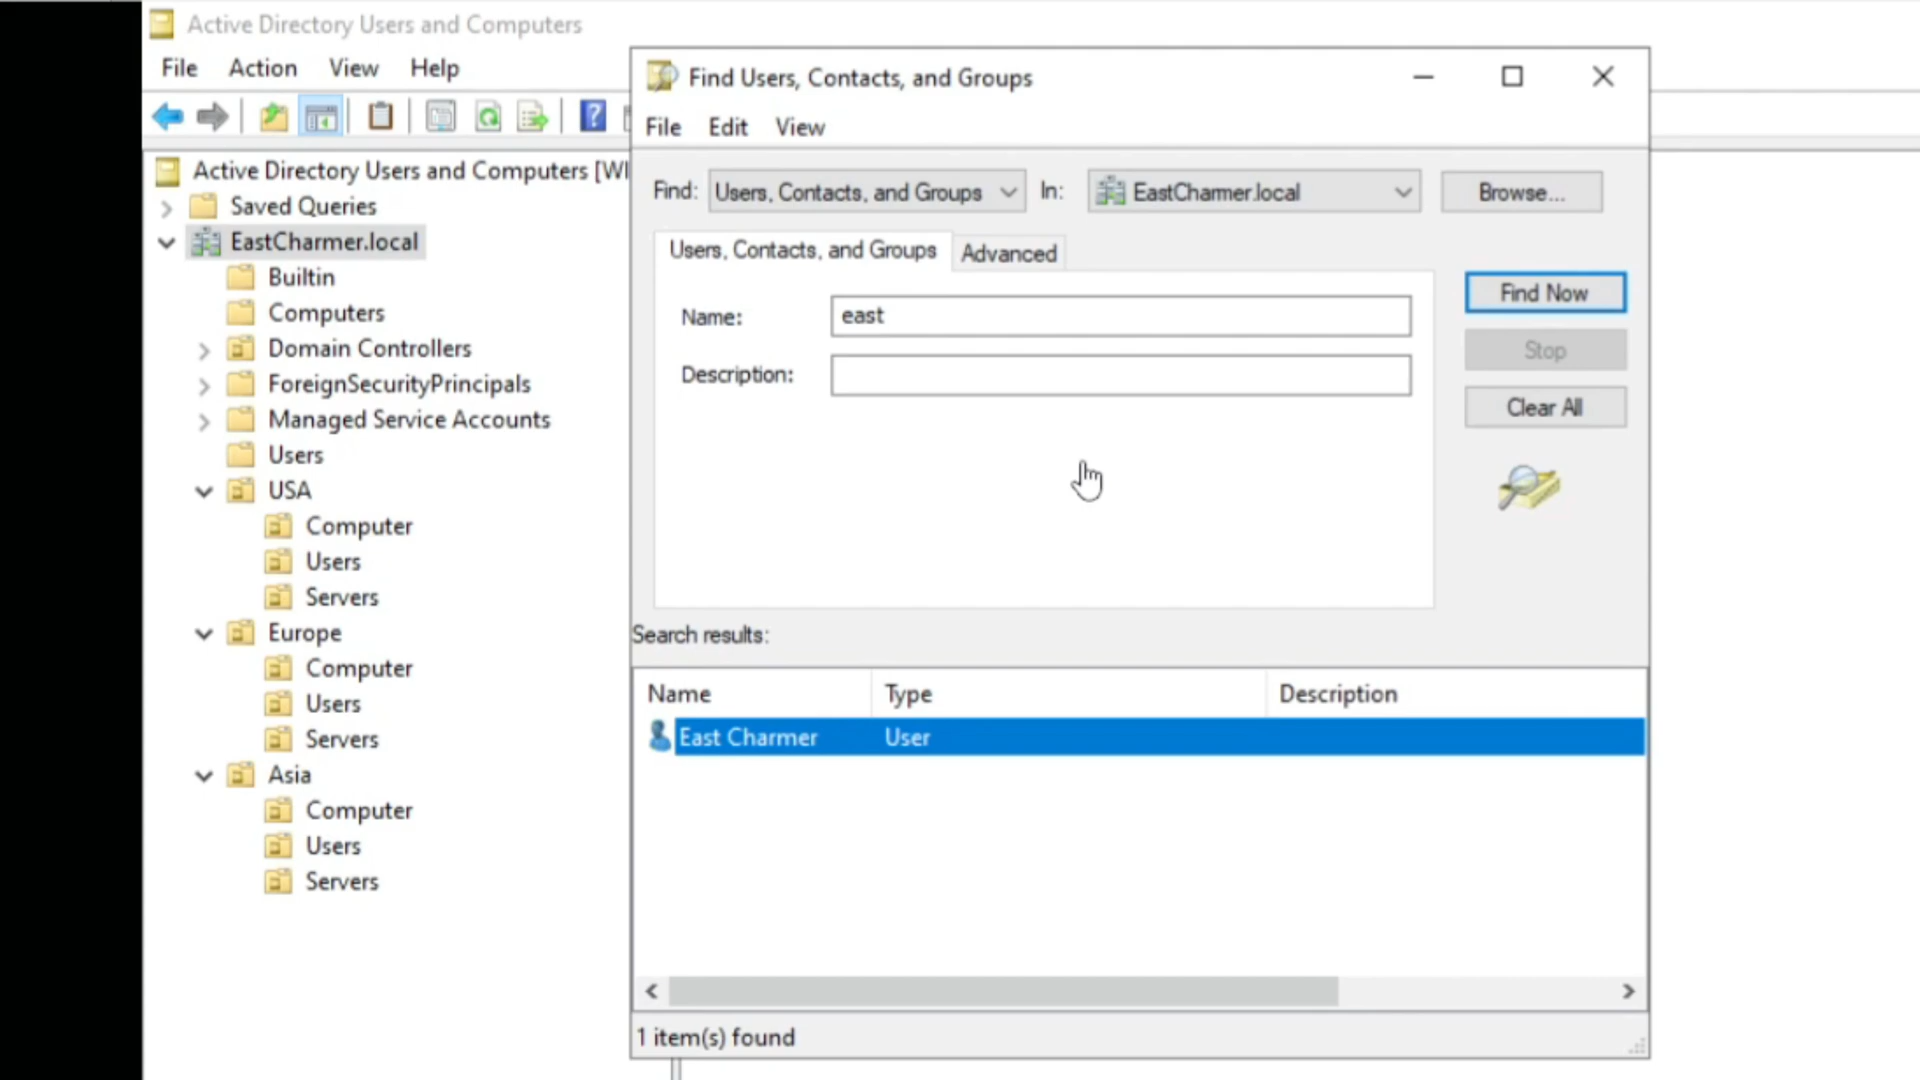 Active Directory Users and Computers
File Action View Help
Active Directory Users and Computers [WI
Saved Queries
EastCharmer.local
Builtin
Computers
Domain Controllers
ForeignSecurityPrincipals
Managed Service Accounts
Users
USA
Computer
Users
Servers
Europe
Computer
Users
Servers
Asia
Computer
Users
Servers
Find Users, Contacts, and Groups
File Edit View
Find: Users, Contacts, and Groups In: EastCharmer.local Browse...
Users, Contacts, and Groups Advanced
Name: east
Description:
Find Now
Stop
Clear All
Search results:
Name Type Description
East Charmer User
1 item(s) found